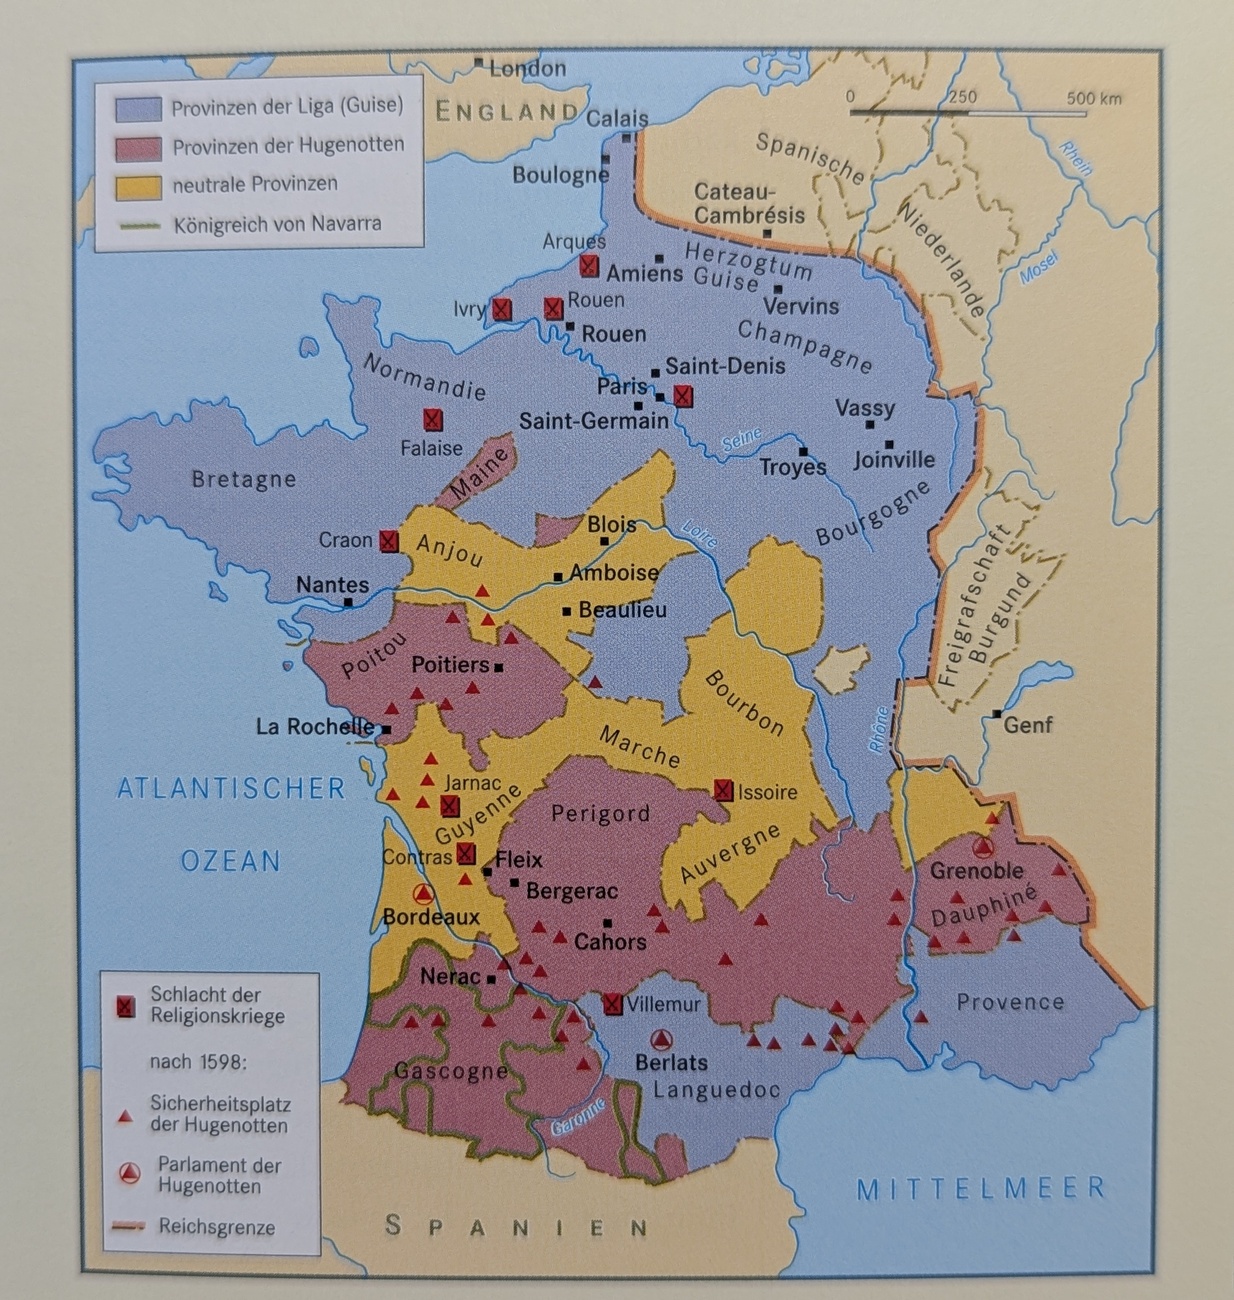 London
ENGLAND
Provinzen der Liga (Guise)
Provinzen der Hugenotten
neutrale Provinzen
Königreich von Navarra
0 250 500 km
Calais
Boulogne
Spanische
Niederlande
Rhein
Mosel
Cateau-
Cambrésis
Arques
Amiens
Herzogtum
Guise
Vervins
Ivry
Rouen
Rouen
Champagne
Normandie
Saint-Denis
Paris
Saint-Germain
Falaise
Seine
Vassy
Joinville
Troyes
Bretagne
Maine
Bourgogne
Craon
Anjou
Blois
Loire
Freigrafschaft
Burgund
Nantes
Amboise
Beaulieu
Poitou
Poitiers
Bourbon
La Rochelle
Marche
Rhône
Genf
ATLANTISCHER
OZEAN
Jarnac
Guyenne
Perigord
Issoire
Auvergne
Contras
Fleix
Bergerac
Grenoble
Dauphiné
Bordeaux
Cahors
Nerac
Villemur
Provence
Berlats
Gascogne
Languedoc
Garonne
Schlacht der
Religionskriege
nach 1598:
Sicherheitsplatz
der Hugenotten
Parlament der
Hugenotten
Reichsgrenze
MITTELMEER
SPANIEN